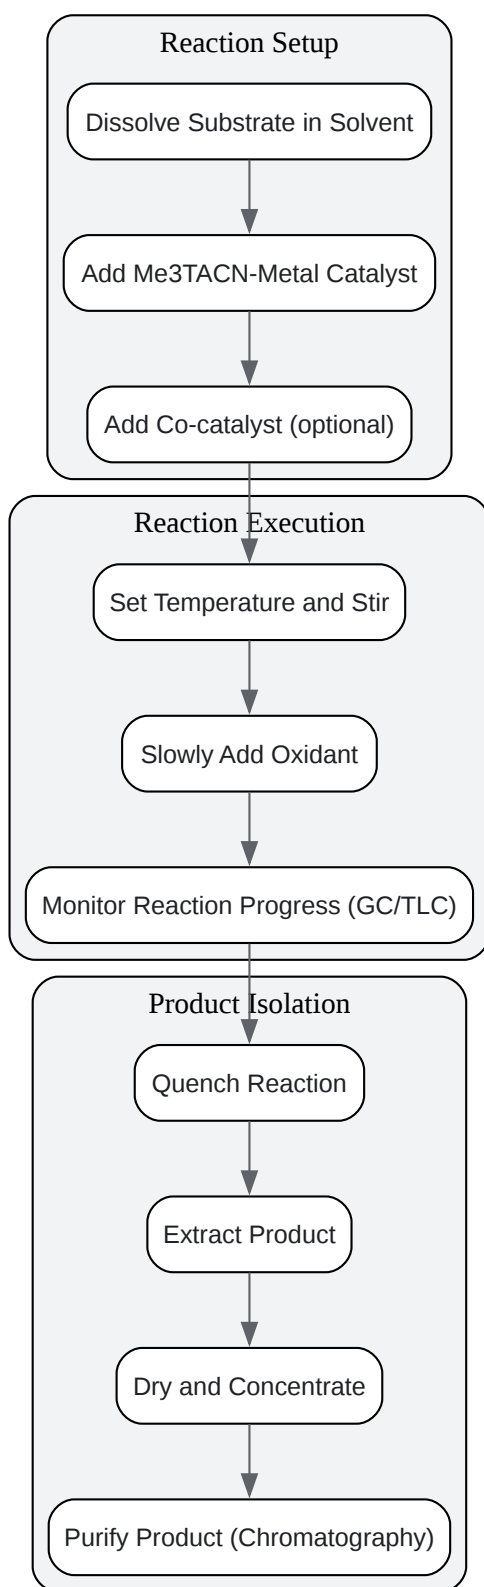 Reaction Setup
Dissolve Substrate in Solvent
Add Me3TACN-Metal Catalyst
Add Co-catalyst (optional)
Reaction Execution
Set Temperature and Stir
Slowly Add Oxidant
Monitor Reaction Progress (GC/TLC)
Product Isolation
Quench Reaction
Extract Product
Dry and Concentrate
Purify Product (Chromatography)